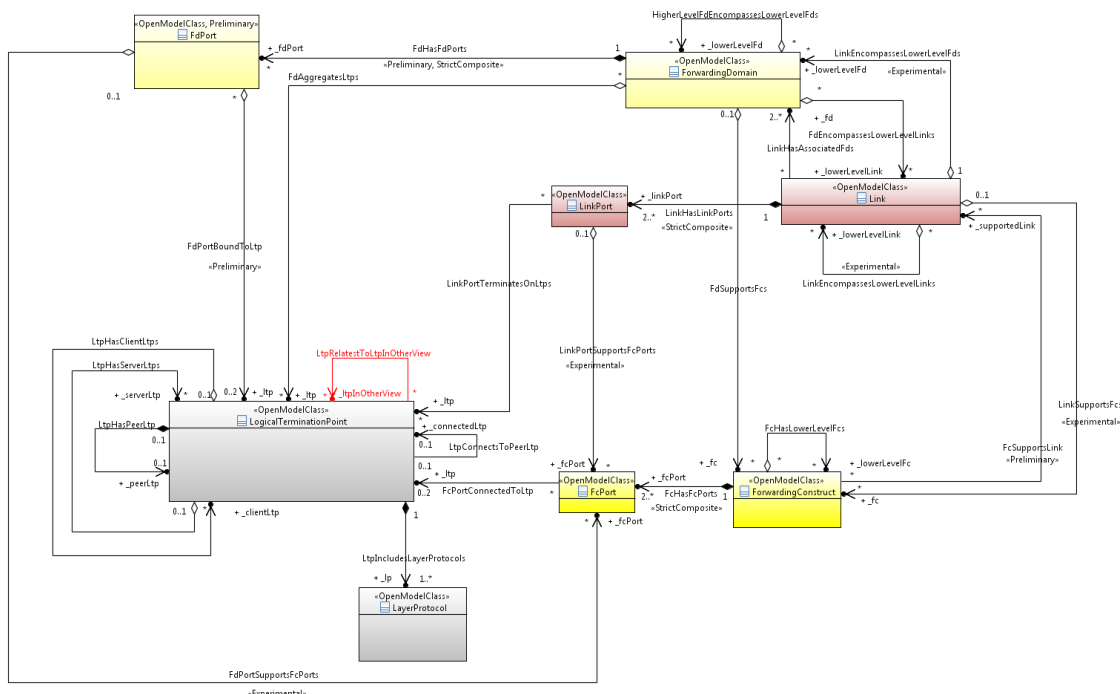 HigherLevelFdEncompassesLowerLevelFds
«OpenModelClass, Preliminary»
FdPort
+ _fdPort
FdHasFdPorts
1
*
+ _lowerLevelFd
*
LinkEncompassesLowerLevelFds
*
«OpenModelClass»
ForwardingDomain
*
+ _lowerLevelFd
«Experimental»
*
«Preliminary, StrictComposite»
FdAggregatesLtps
*
0..1
*
*
0..1
2..*
+ _fd
FdEncompassesLowerLevelLinks
LinkHasAssociatedFds
*
+ _lowerLevelLink
*
1
«OpenModelClass»
LinkPort
*
+ _linkPort
«OpenModelClass»
Link
0..1
LinkHasLinkPorts
2..*
1
*
«StrictComposite»
0..1
+ _supportedLink
*
+ _lowerLevelLink
*
FdPortBoundToLtp
«Preliminary»
«Experimental»
LinkEncompassesLowerLevelLinks
LinkPortTerminatesOnLtps
FdSupportsFcs
LtpHasClientLtps
LtpRelatestToLtpInOtherView
LinkPortSupportsFcPorts
«Experimental»
LtpHasServerLtps
*
0..1
0..2
+ _ltp
*
+ _ltp
*
_ltpInOtherView
*
+ _serverLtp
+ _ltp
LinkSupportsFcs
«Experimental»
«OpenModelClass»
LogicalTerminationPoint
*
+ _connectedLtp
LtpHasPeerLtp
0..1
0..1
LtpConnectsToPeerLtp
FcHasLowerLevelFcs
FcSupportsLink
«Preliminary»
0..1
0..1
+ _fcPort
*
+ _fc
*
*
*
+ _lowerLevelFc
*
+ _peerLtp
+ _ltp
«OpenModelClass»
FcPort
+ _fcPort
«OpenModelClass»
ForwardingConstruct
0..2
FcPortConnectedToLtp
*
2..*
FcHasFcPorts
1
*
+ _fc
«StrictComposite»
0..1
*
+ _clientLtp
1
*
+ _fcPort
LtpIncludesLayerProtocols
+ _lp
1..*
«OpenModelClass»
LayerProtocol
FdPortSupportsFcPorts
«Experimental»